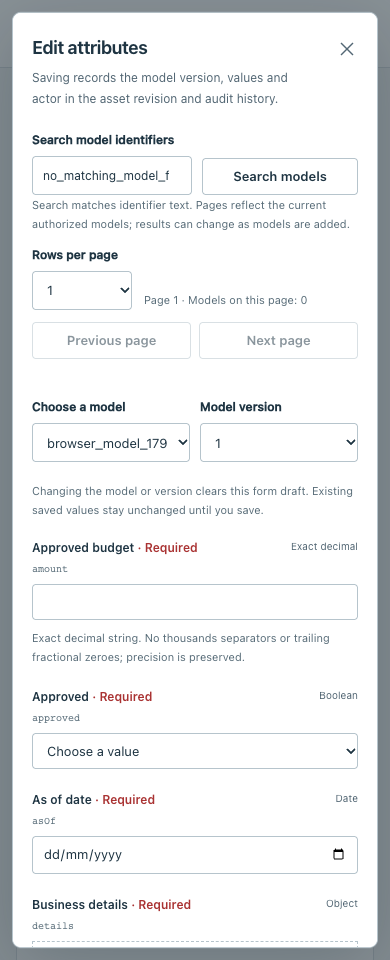 Edit attributes
Saving records the model version, values and
actor in the asset revision and audit history.
Search model identifiers
no_matching_model_f
Search models
Search matches identifier text. Pages reflect the current
authorized models; results can change as models are added.
Rows per page
1
Page 1 · Models on this page: 0
Previous page
Next page
Choose a model
Model version
browser_model_179
1
Changing the model or version clears this form draft. Existing
saved values stay unchanged until you save.
Approved budget · Required
Exact decimal
amount
Exact decimal string. No thousands separators or trailing
fractional zeroes; precision is preserved.
Approved · Required
Boolean
approved
Choose a value
As of date · Required
Date
asOf
dd/mm/yyyy
Business details · Required
Object
details